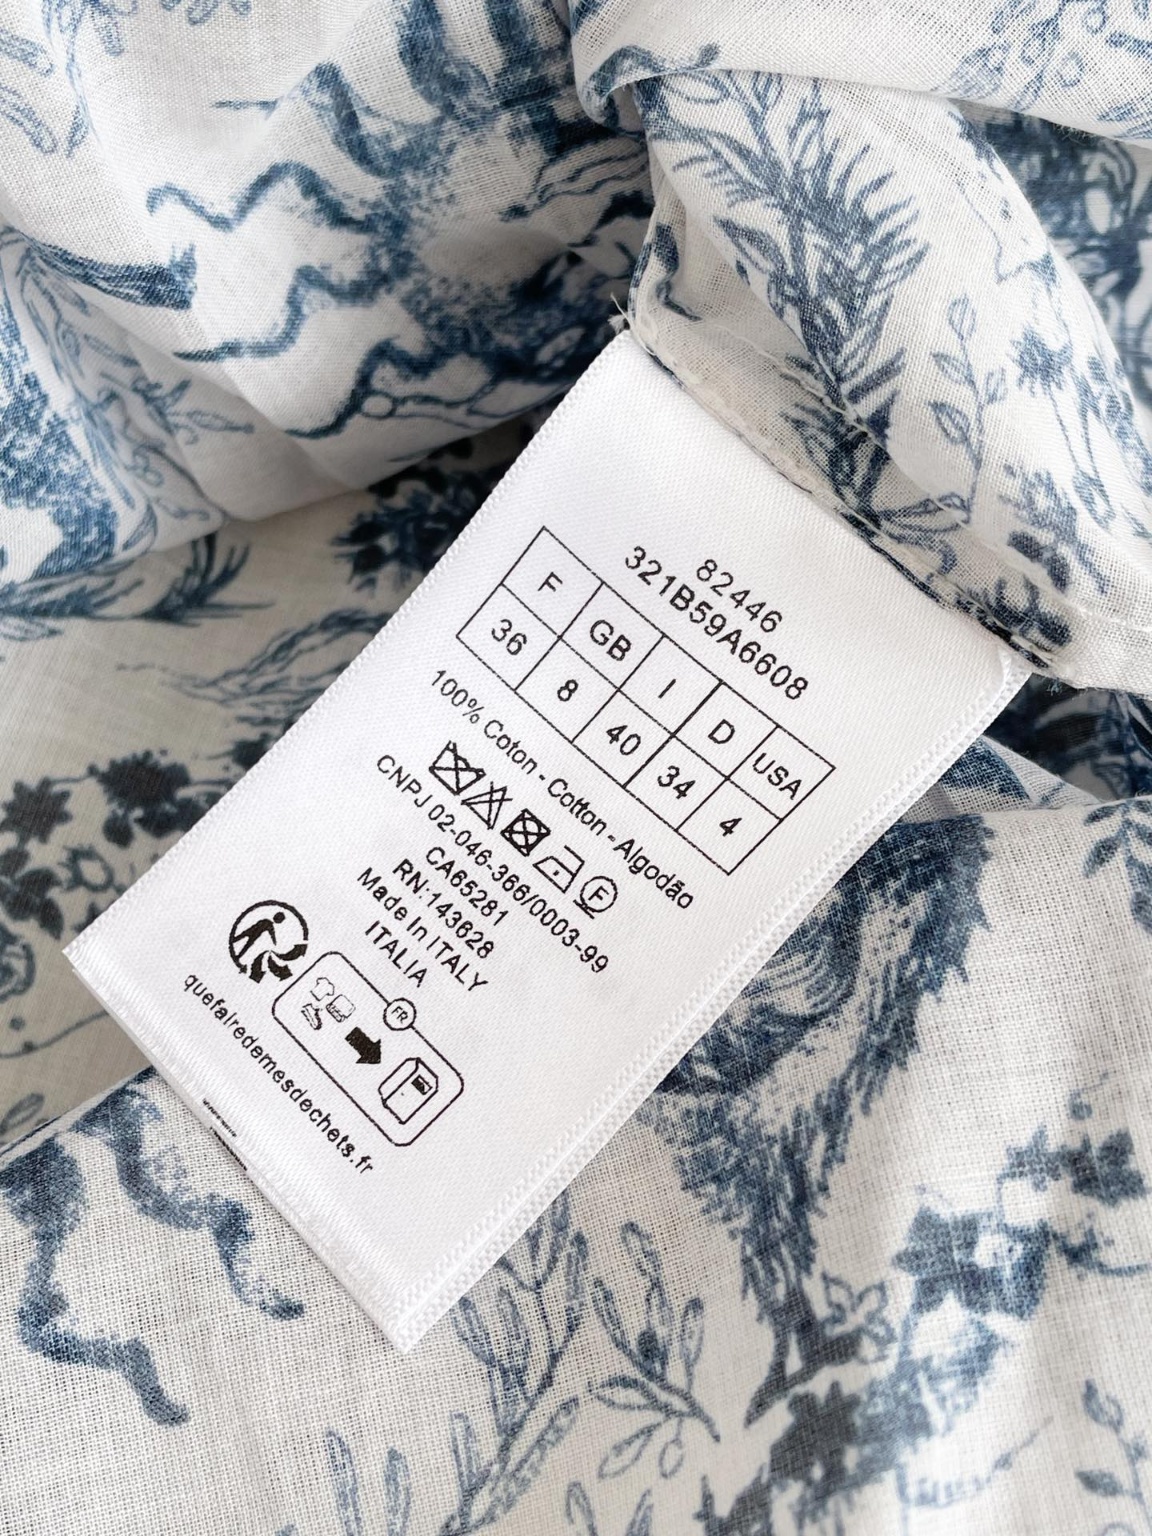 82446
321B59A6608
F GB I D USA
36 8 40 34 4
100% Coton - Cotton - Algodão
F
CNPJ 02-046-366/0003-99
CA65281
RN:143628
Made In ITALY
ITALIA
FR
quefairedemesdechets.fr